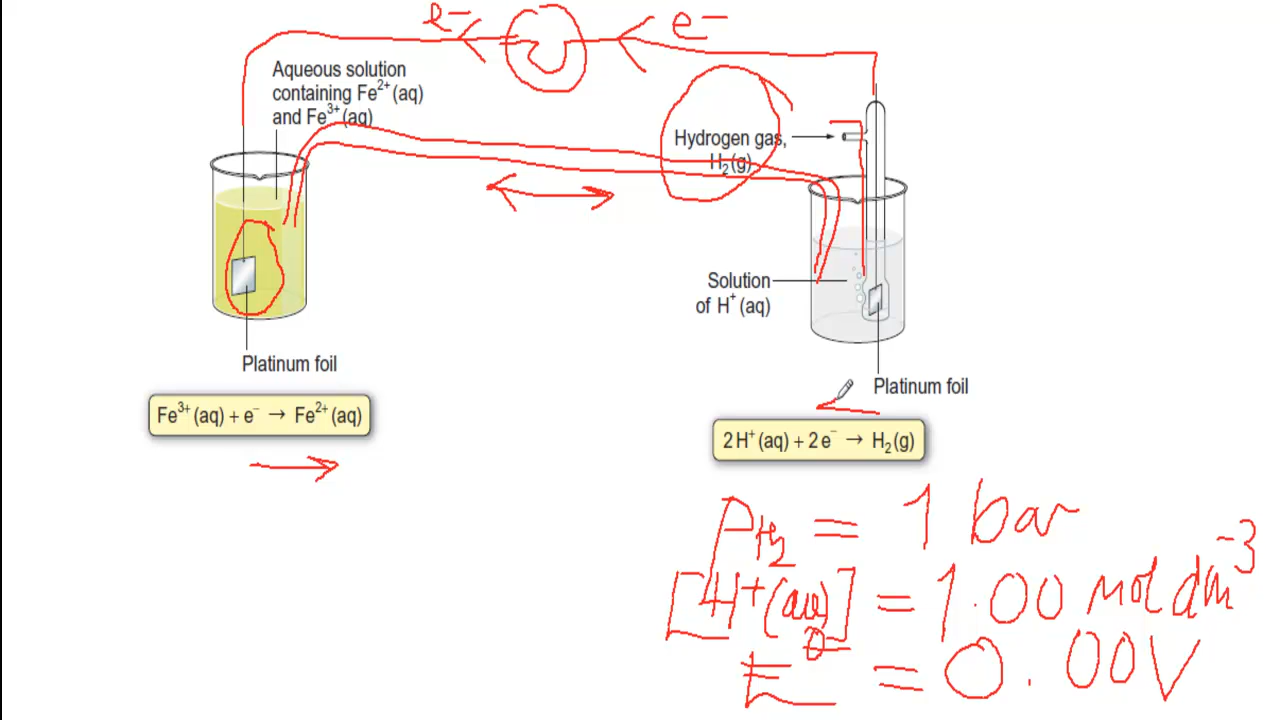 e⁻
e⁻
Aqueous solution
containing Fe²⁺(aq)
and Fe³⁺(aq)
Hydrogen gas,
H₂(g)
Solution
of H⁺(aq)
Platinum foil
Platinum foil
Fe³⁺(aq) + e⁻ → Fe²⁺(aq)
2H⁺(aq) + 2e⁻ → H₂(g)
PH₂ = 1 bar
[H⁺(aq)] = 1.00 mol dm⁻³
E⦵ = 0.00V